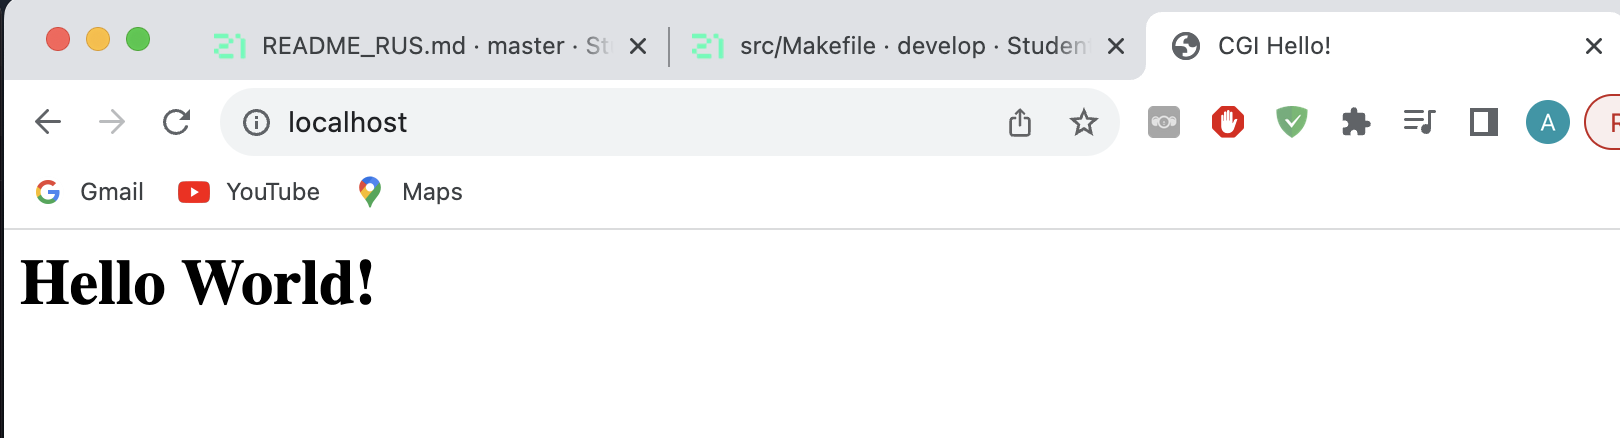 README_RUS.md · master · St
src/Makefile · develop · Studen
CGI Hello!
localhost
A
Gmail
YouTube
Maps
Hello World!